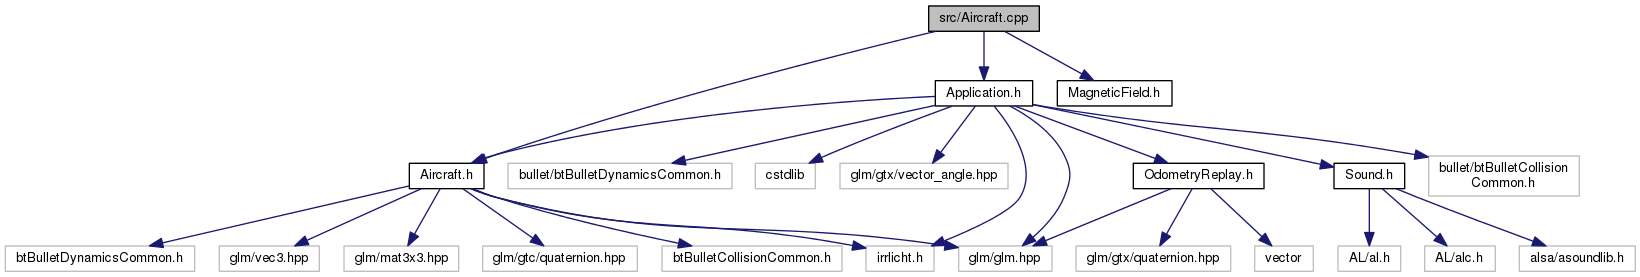 src/Aircraft.cpp
Application.h
MagneticField.h
Aircraft.h
bullet/btBulletDynamicsCommon.h
cstdlib
glm/gtx/vector_angle.hpp
OdometryReplay.h
Sound.h
bullet/btBulletCollision
Common.h
btBulletDynamicsCommon.h
glm/vec3.hpp
glm/mat3x3.hpp
glm/gtc/quaternion.hpp
btBulletCollisionCommon.h
irrlicht.h
glm/glm.hpp
glm/gtx/quaternion.hpp
vector
AL/al.h
AL/alc.h
alsa/asoundlib.h